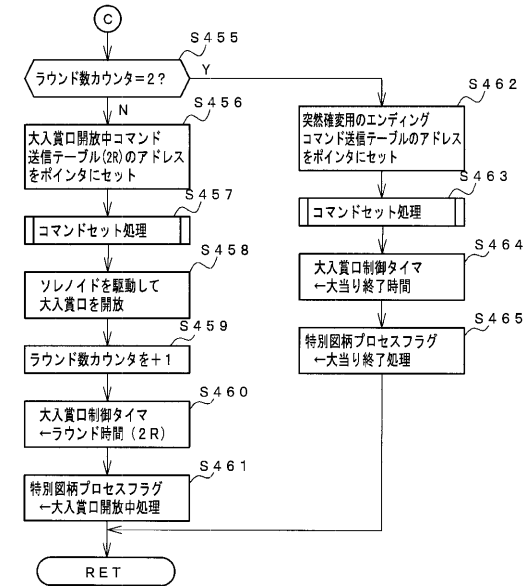 C
S455
ラウンド数カウンタ=2?
Y
N
S456
大入賞口開放中コマンド
送信テーブル(2R)のアドレス
をポインタにセット
S457
コマンドセット処理
S458
ソレノイドを駆動して
大入賞口を開放
S459
ラウンド数カウンタを+1
S460
大入賞口制御タイマ
←ラウンド時間(2R)
S461
特別図柄プロセスフラグ
←大入賞口開放中処理
RET
S462
突然確変用のエンディング
コマンド送信テーブルのアドレス
をポインタにセット
S463
コマンドセット処理
S464
大入賞口制御タイマ
←大当り終了時間
S465
特別図柄プロセスフラグ
←大当り終了処理